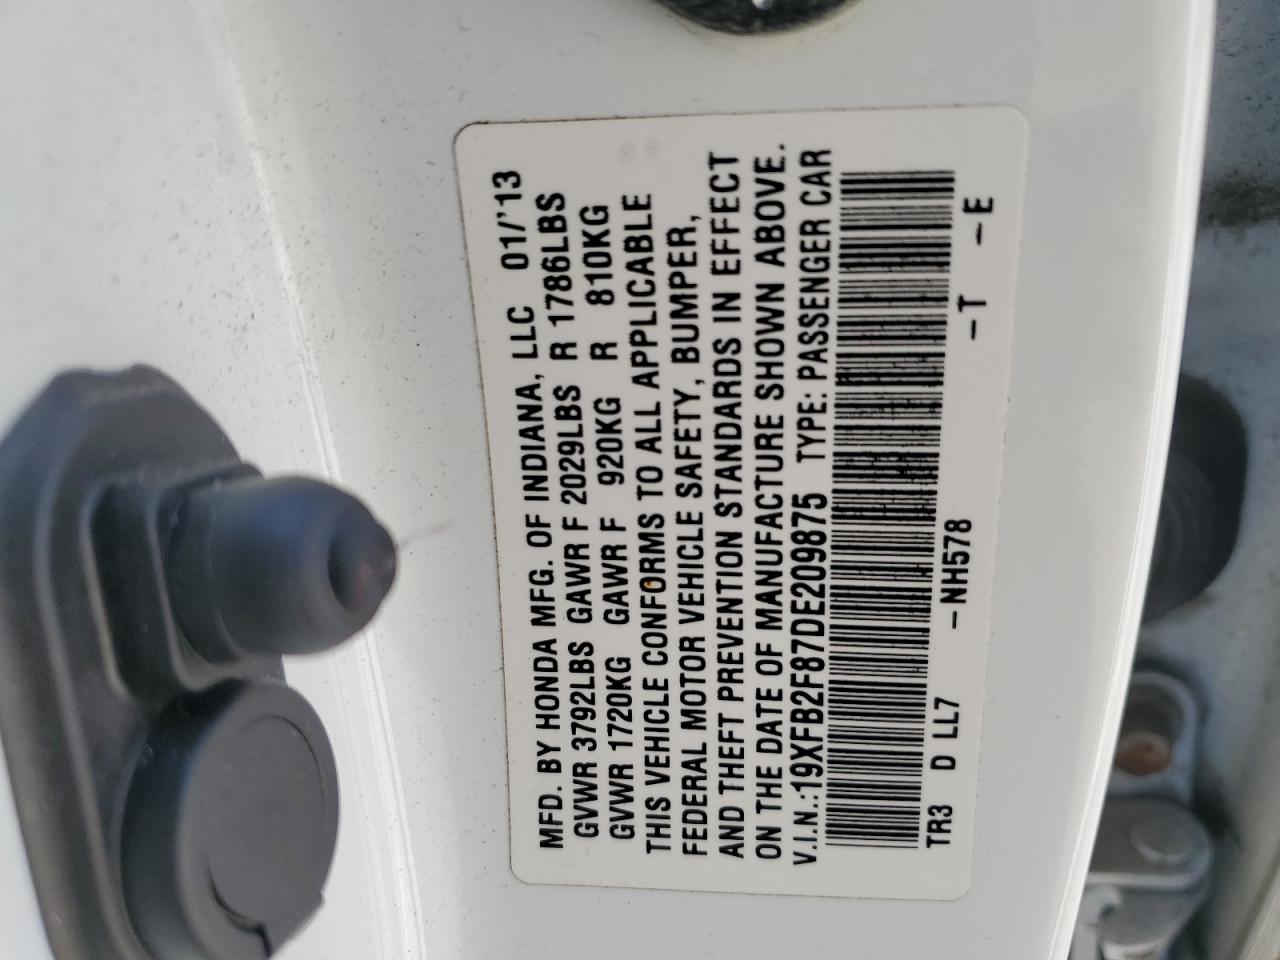 MFD. BY HONDA MFG. OF INDIANA, LLC 01/'13
GVWR 3792LBS GAWR F 2029LBS R 1786LBS
GVWR 1720KG GAWR F 920KG R 810KG
THIS VEHICLE CONFORMS TO ALL APPLICABLE
FEDERAL MOTOR VEHICLE SAFETY, BUMPER,
AND THEFT PREVENTION STANDARDS IN EFFECT
ON THE DATE OF MANUFACTURE SHOWN ABOVE.
V.I.N.:19XFB2F87DE209875 TYPE: PASSENGER CAR
TR3 D LL7 –NH578 –T –E